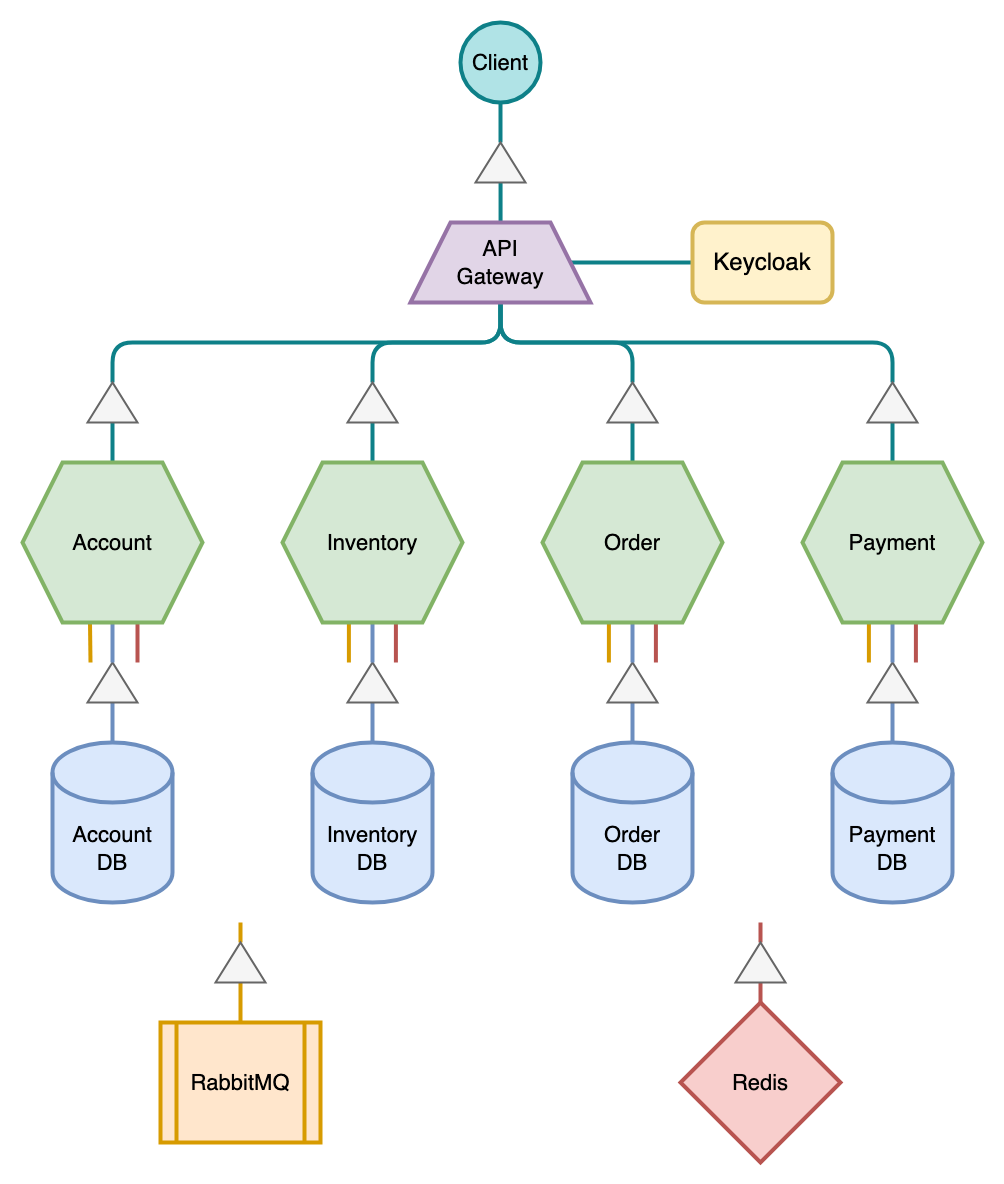 Client
API
Gateway
Keycloak
Account
Inventory
Order
Payment
Account
DB
Inventory
DB
Order
DB
Payment
DB
RabbitMQ
Redis